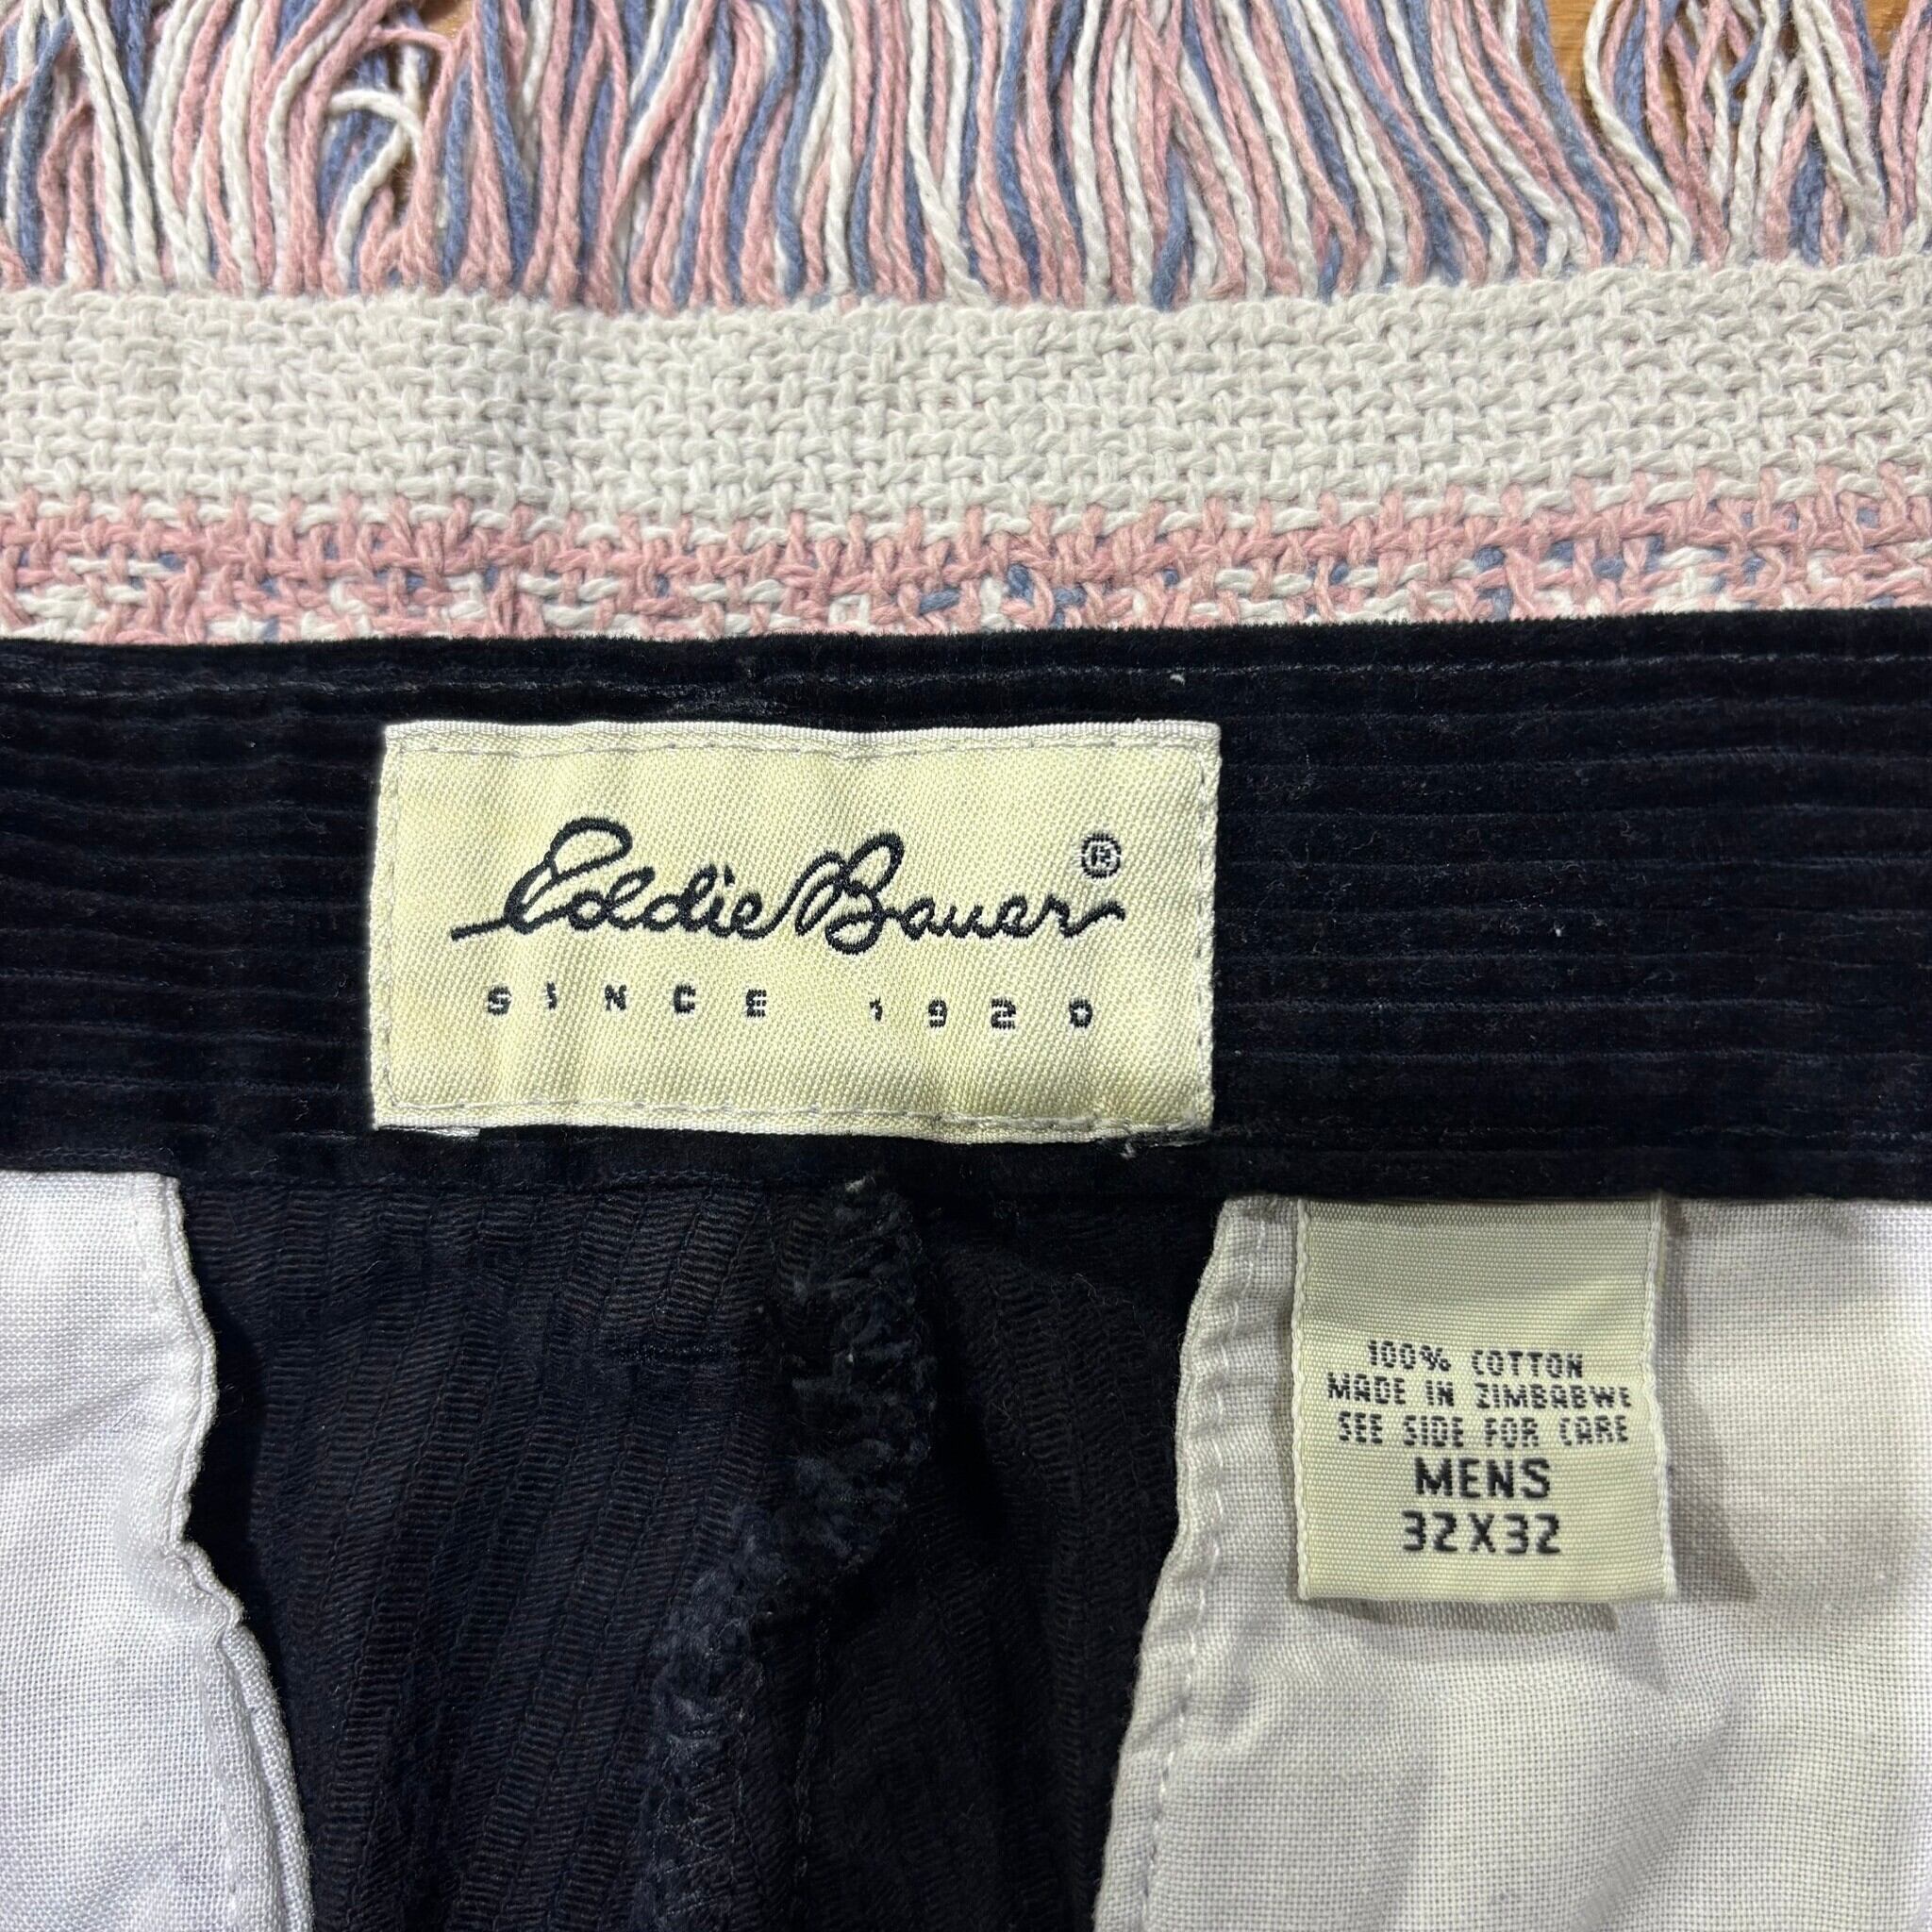 Eddie Bauer®
SINCE 1920
100% COTTON
MADE IN ZIMBABWE
SEE SIDE FOR CARE
MENS
32X32